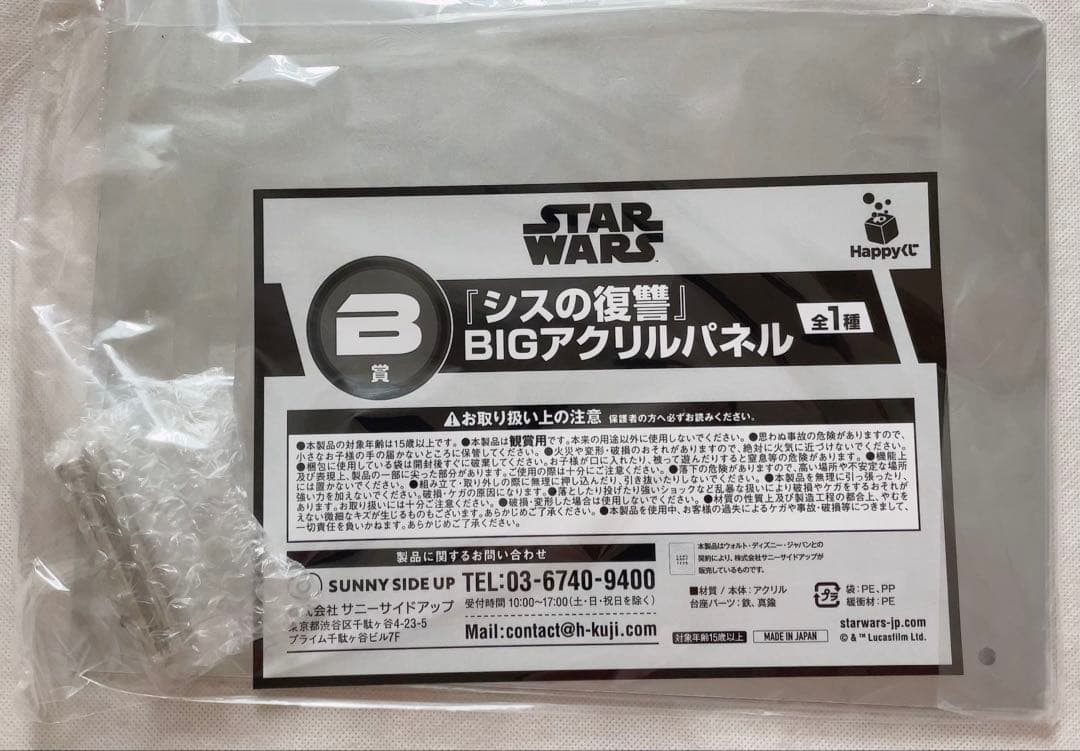 STAR
WARS
Happyくじ
B
賞
『シスの復讐』
BIGアクリルパネル
全1種
⚠お取り扱い上の注意 保護者の方へ必ずお読みください。
●本製品の対象年齢は15歳以上です。●本製品は観賞用です。本来の用途以外に使用しないでください。●思わぬ事故の危険がありますので、
小さなお子様の手の届かないところに保管してください。●火災や変形・破損のおそれがありますので、絶対に火気に近づけないでください。
●梱包に使用している袋は開封後すぐに破棄してください。お子様が口に入れたり、被って遊んだりすると窒息等の危険があります。●機能上
及び表現上、製品の一部に尖った部分があります。ご使用の際は十分にご注意ください。●落下の危険がありますので、高い場所や不安定な場所
には置かないでください。●組み立て・取り外しの際に無理に押し込んだり、引き抜いたりしないでください。●本製品を無理に引っ張ったり、
強い力を加えないでください。破損・ケガの原因になります。●落としたり投げたり強いショックなど乱暴な扱いにより破損やケガをするおそれが
あります。お取り扱いには十分ご注意ください。●破損・変形した場合は使用しないでください。●材質の性質上及び製造工程の都合上、やむを
えない微細なキズが生じるものもございます。あらかじめご了承ください。●本製品を使用中、お客様の過失によるケガや事故・破損等につきまして、
一切責任を負いかねます。あらかじめご了承ください。
製品に関するお問い合わせ
SUNNY SIDE UP
株式会社 サニーサイドアップ
東京都渋谷区千駄ヶ谷4-23-5
プライム千駄ヶ谷ビル7F
TEL:03-6740-9400
受付時間 10:00~17:00(土・日・祝日を除く)
Mail:contact@h-kuji.com
本製品はウォルト・ディズニー・ジャパンとの
契約により、株式会社サニーサイドアップが
販売しているものです。
■材質 / 本体:アクリル
台座パーツ:鉄、真鍮
プラ
袋:PE、PP
緩衝材:PE
対象年齢15歳以上
MADE IN JAPAN
starwars-jp.com
© & ™ Lucasfilm Ltd.